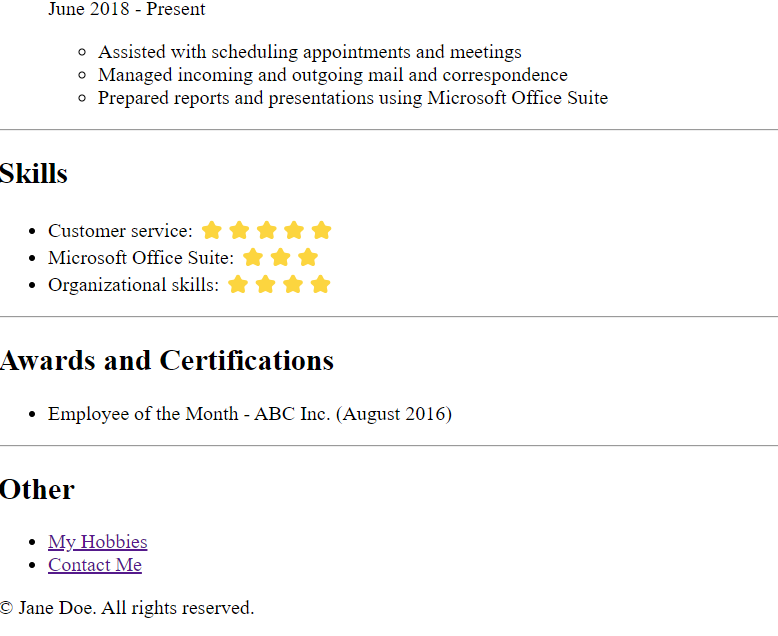 June 2018 - Present
Assisted with scheduling appointments and meetings
Managed incoming and outgoing mail and correspondence
Prepared reports and presentations using Microsoft Office Suite
Skills
Customer service:
Microsoft Office Suite:
Organizational skills:
Awards and Certifications
Employee of the Month - ABC Inc. (August 2016)
Other
My Hobbies
Contact Me
© Jane Doe. All rights reserved.